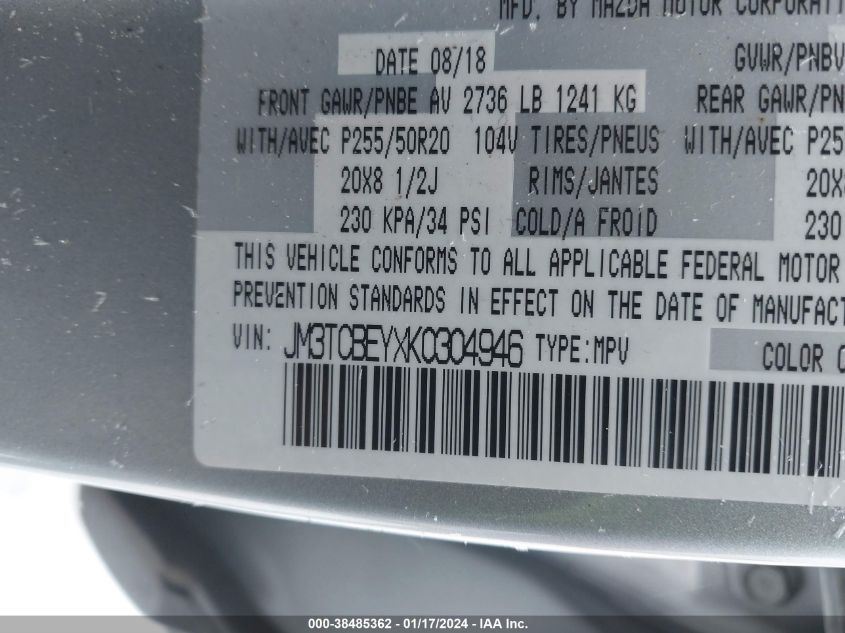 MFD. BY MAZDA MOTOR CORPORATI
DATE 08/18 GVWR/PNBV
FRONT GAWR/PNBE AV 2736 LB 1241 KG REAR GAWR/PN
WITH/AVEC P255/50R20 104V TIRES/PNEUS WITH/AVEC P25
20X8 1/2J RIMS/JANTES 20X
230 KPA/34 PSI COLD/A FROID 230
THIS VEHICLE CONFORMS TO ALL APPLICABLE FEDERAL MOTOR
PREVENTION STANDARDS IN EFFECT ON THE DATE OF MANUFACT
VIN: JM3TCBEYXK0304946 TYPE:MPV COLOR C
000-38485362 - 01/17/2024 - IAA Inc.